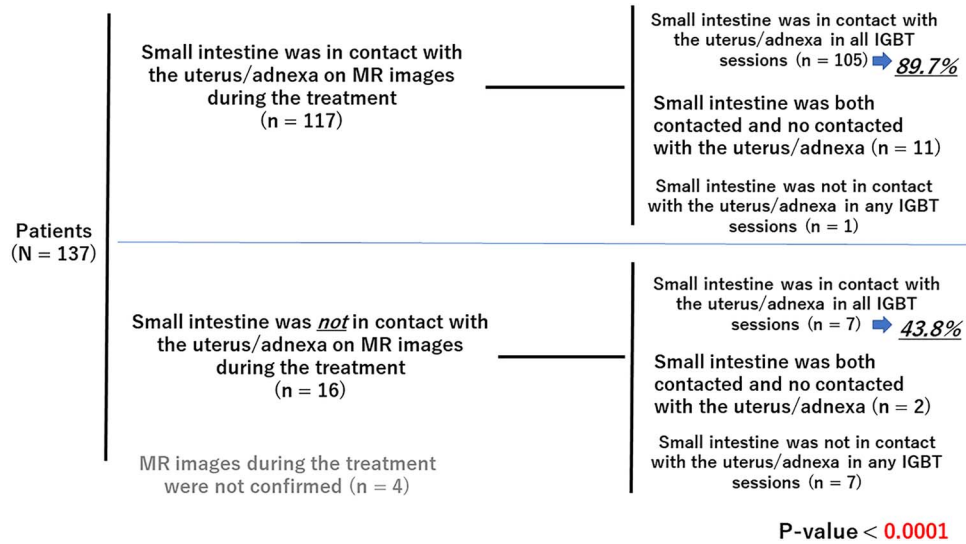 Patients
(N = 137)
Small intestine was in contact with
the uterus/adnexa on MR images
during the treatment
(n = 117)
Small intestine was in contact with
the uterus/adnexa in all IGBT
sessions (n = 105) 89.7%
Small intestine was both
contacted and no contacted
with the uterus/adnexa (n = 11)
Small intestine was not in contact
with the uterus/adnexa in any IGBT
sessions (n = 1)
Small intestine was not in contact with
the uterus/adnexa on MR images
during the treatment
(n = 16)
Small intestine was in contact with
the uterus/adnexa in all IGBT
sessions (n = 7) 43.8%
Small intestine was both
contacted and no contacted
with the uterus/adnexa (n = 2)
Small intestine was not in contact
with the uterus/adnexa in any IGBT
sessions (n = 7)
MR images during the treatment
were not confirmed (n = 4)
P-value < 0.0001